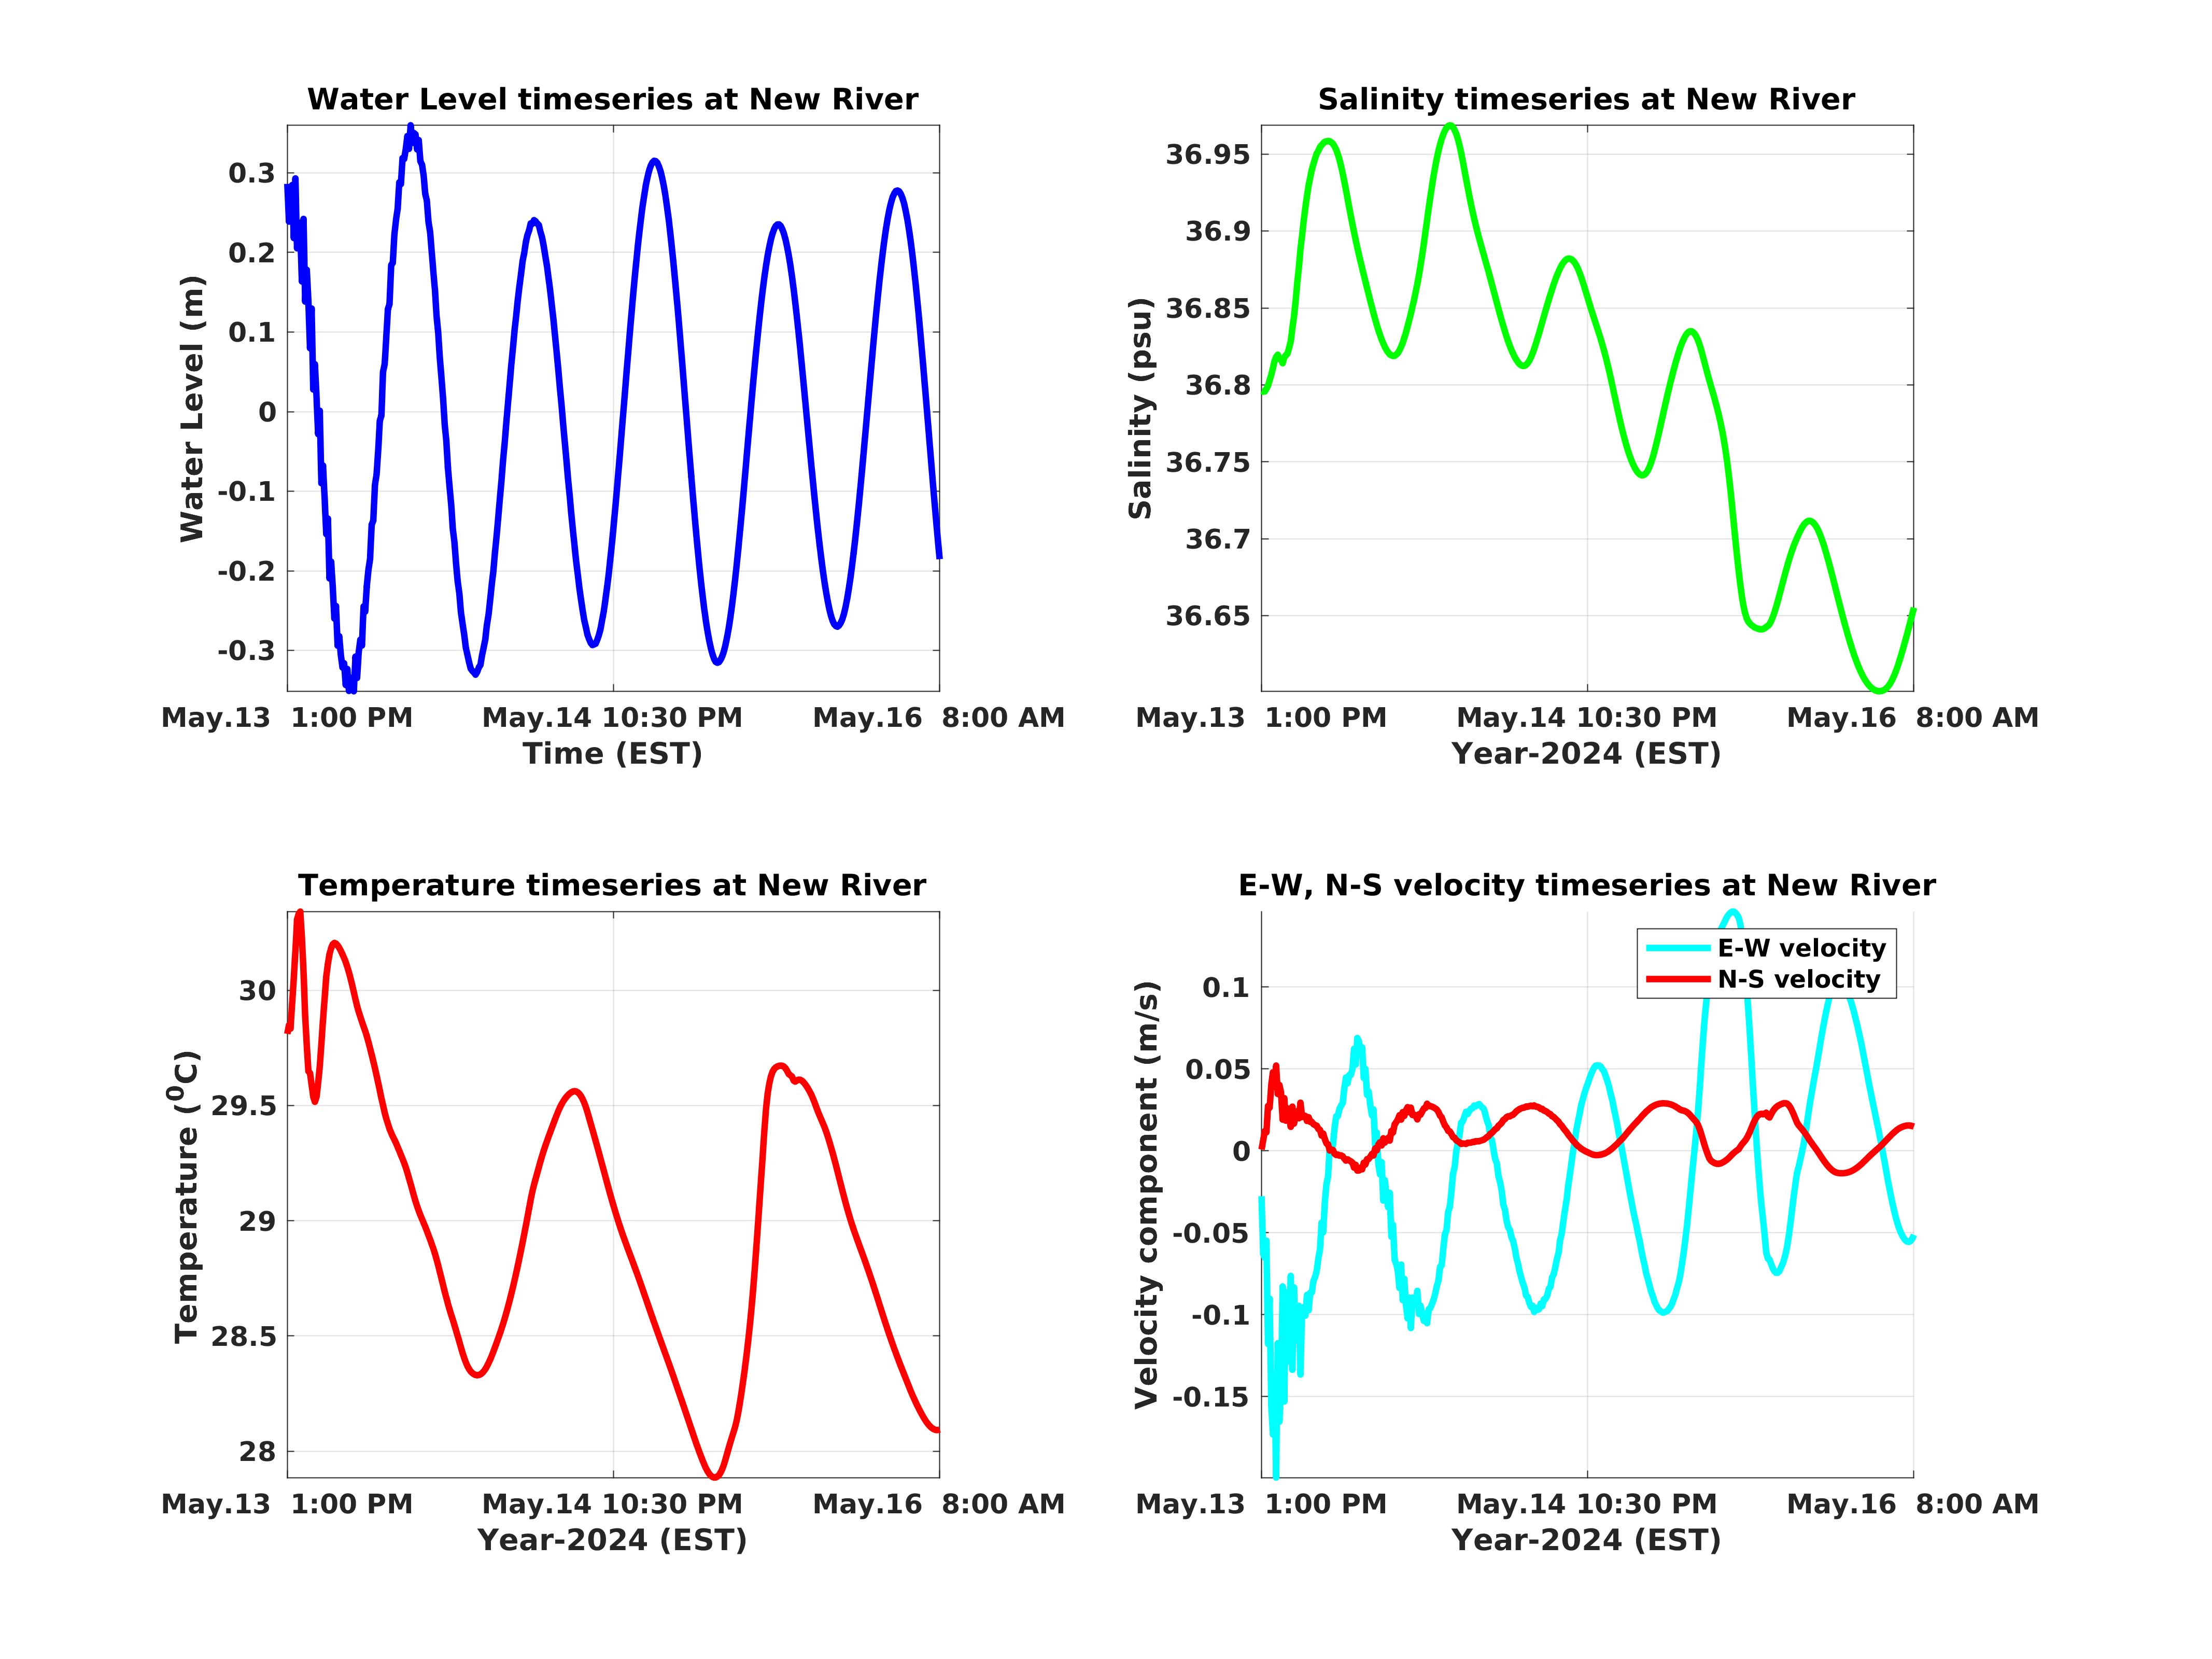 Water Level timeseries at New River
Water Level (m)
0.3
0.2
0.1
0
-0.1
-0.2
-0.3
May.13 1:00 PM May.14 10:30 PM May.16 8:00 AM
Time (EST)
Salinity timeseries at New River
Salinity (psu)
36.95
36.9
36.85
36.8
36.75
36.7
36.65
May.13 1:00 PM May.14 10:30 PM May.16 8:00 AM
Year-2024 (EST)
Temperature timeseries at New River
Temperature (⁰C)
30
29.5
29
28.5
28
May.13 1:00 PM May.14 10:30 PM May.16 8:00 AM
Year-2024 (EST)
E-W, N-S velocity timeseries at New River
Velocity component (m/s)
0.1
0.05
0
-0.05
-0.1
-0.15
E-W velocity
N-S velocity
May.13 1:00 PM May.14 10:30 PM May.16 8:00 AM
Year-2024 (EST)